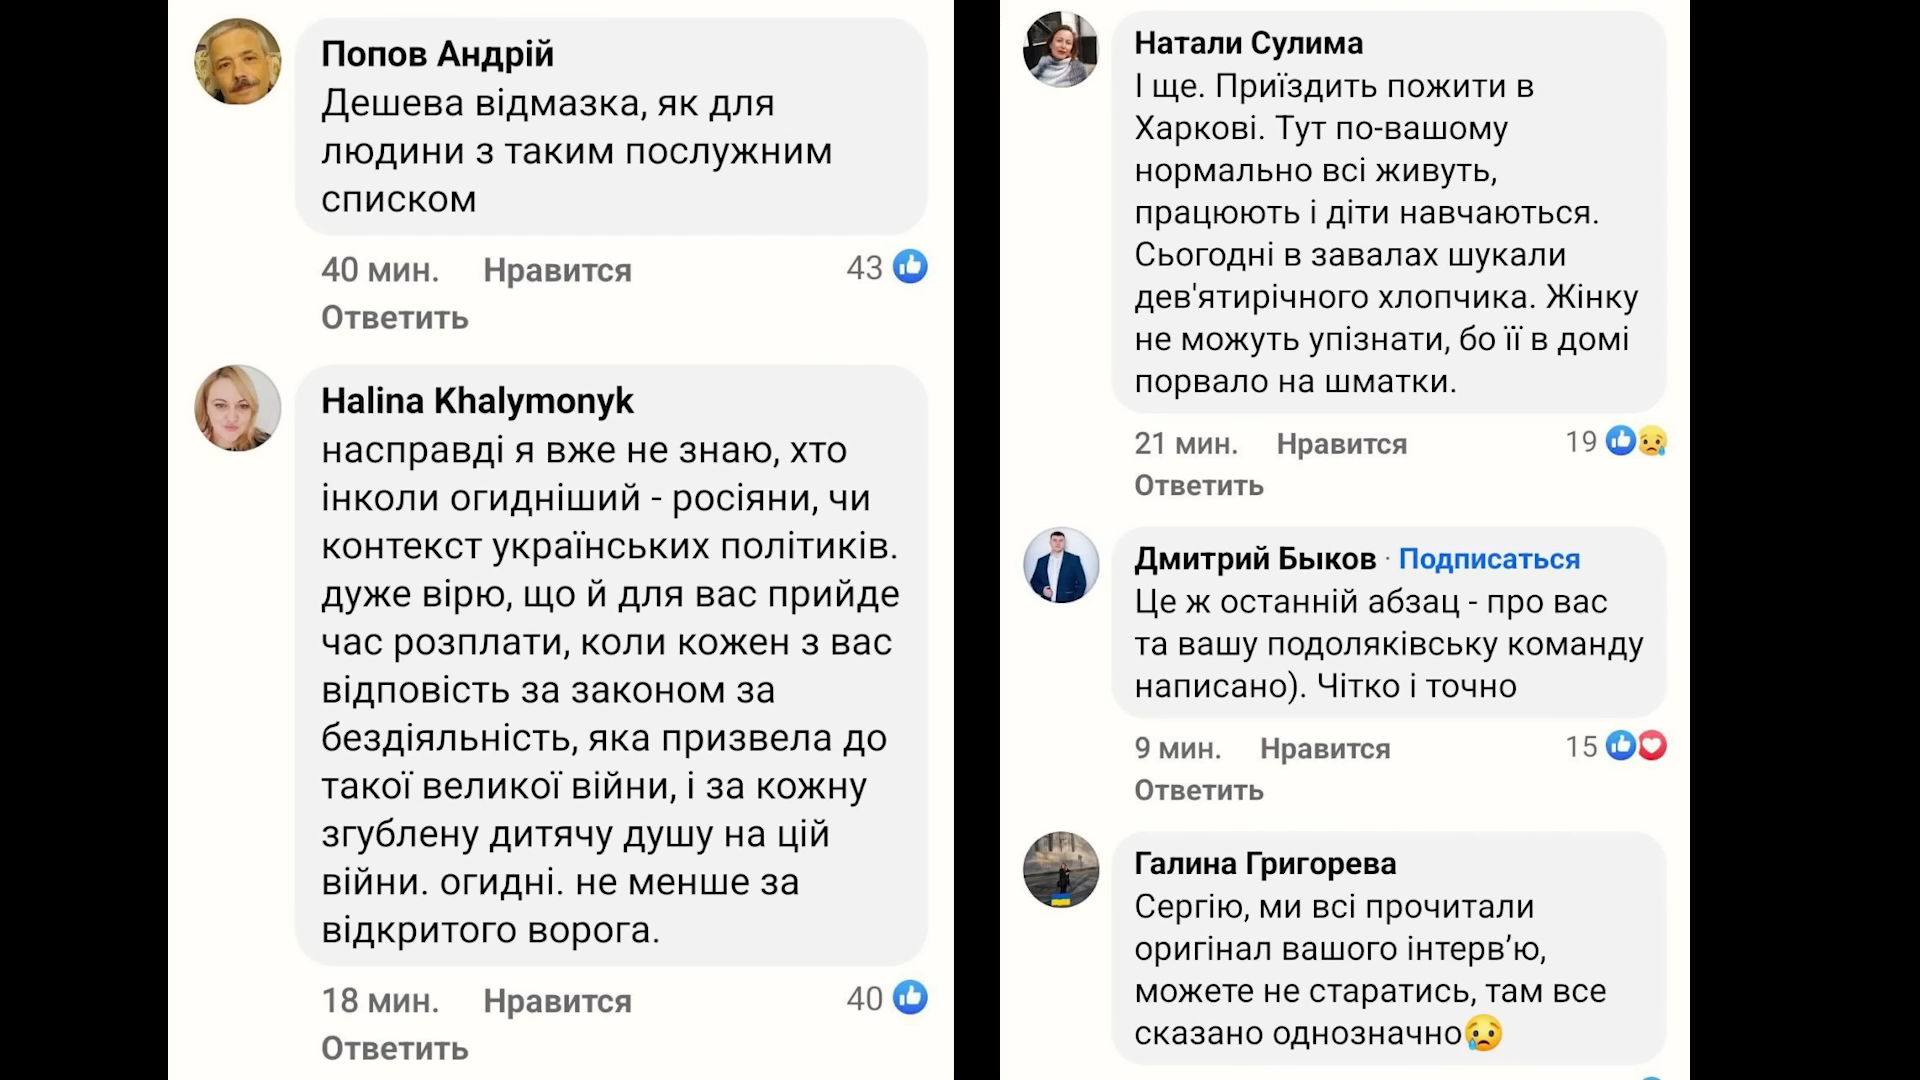 Попов Андрій
Дешева відмазка, як для
людини з таким послужним
списком
40 мин. Нравится 43
Ответить
Halina Khalymonyk
насправді я вже не знаю, хто
інколи огидніший - росіяни, чи
контекст українських політиків.
дуже вірю, що й для вас прийде
час розплати, коли кожен з вас
відповість за законом за
бездіяльність, яка призвела до
такої великої війни, і за кожну
згублену дитячу душу на цій
війни. огидні. не менше за
відкритого ворога.
18 мин. Нравится 40
Ответить
Натали Сулима
І ще. Приїздить пожити в
Харкові. Тут по-вашому
нормально всі живуть,
працюють і діти навчаються.
Сьогодні в завалах шукали
дев'ятирічного хлопчика. Жінку
не можуть упізнати, бо її в домі
порвало на шматки.
21 мин. Нравится 19
Ответить
Дмитрий Быков · Подписаться
Це ж останній абзац - про вас
та вашу подоляківську команду
написано). Чітко і точно
9 мин. Нравится 15
Ответить
Галина Григорева
Сергію, ми всі прочитали
оригінал вашого інтерв’ю,
можете не старатись, там все
сказано однозначно😢